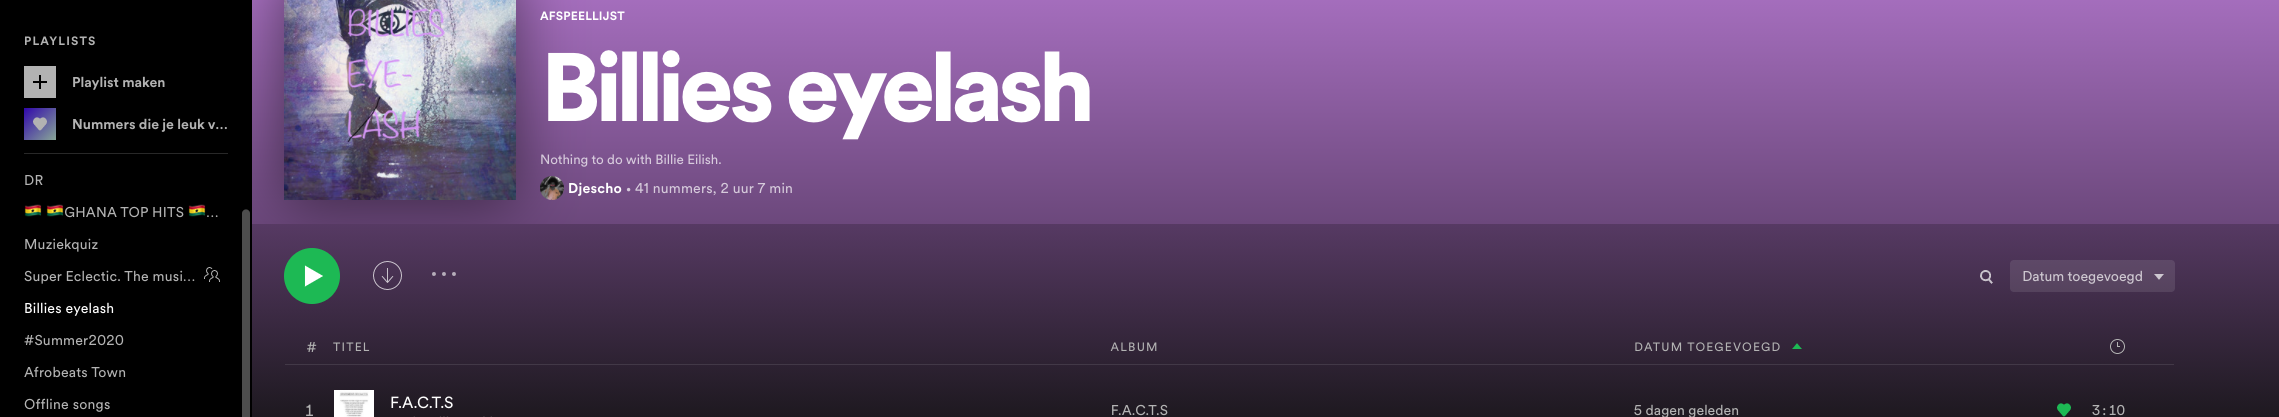 PLAYLISTS
Playlist maken
Nummers die je leuk v...
DR
🇬🇭 🇬🇭GHANA TOP HITS 🇬🇭...
Muziekquiz
Super Eclectic. The musi...
Billies eyelash
#Summer2020
Afrobeats Town
Offline songs
BILLIES
EYE-
LASH
AFSPEELLIJST
Billies eyelash
Nothing to do with Billie Eilish.
Djescho • 41 nummers, 2 uur 7 min
Datum toegevoegd
# TITEL ALBUM DATUM TOEGEVOEGD
1 F.A.C.T.S F.A.C.T.S 5 dagen geleden 3:10